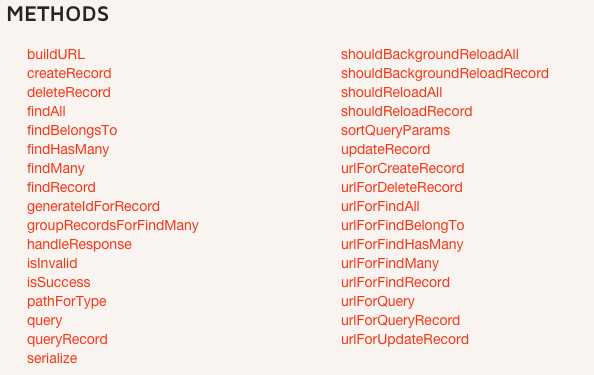 METHODS
buildURL
createRecord
deleteRecord
findAll
findBelongsTo
findHasMany
findMany
findRecord
generateIdForRecord
groupRecordsForFindMany
handleResponse
isInvalid
isSuccess
pathForType
query
queryRecord
serialize
shouldBackgroundReloadAll
shouldBackgroundReloadRecord
shouldReloadAll
shouldReloadRecord
sortQueryParams
updateRecord
urlForCreateRecord
urlForDeleteRecord
urlForFindAll
urlForFindBelongTo
urlForFindHasMany
urlForFindMany
urlForFindRecord
urlForQuery
urlForQueryRecord
urlForUpdateRecord